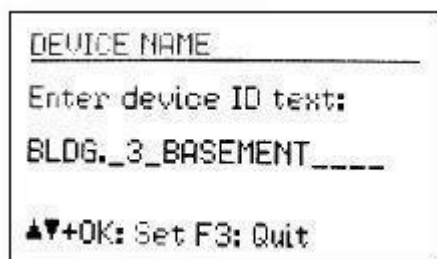 DEVICE NAME
Enter device ID text:
BLDG._3_BASEMENT____
▲▼+OK: Set F3: Quit